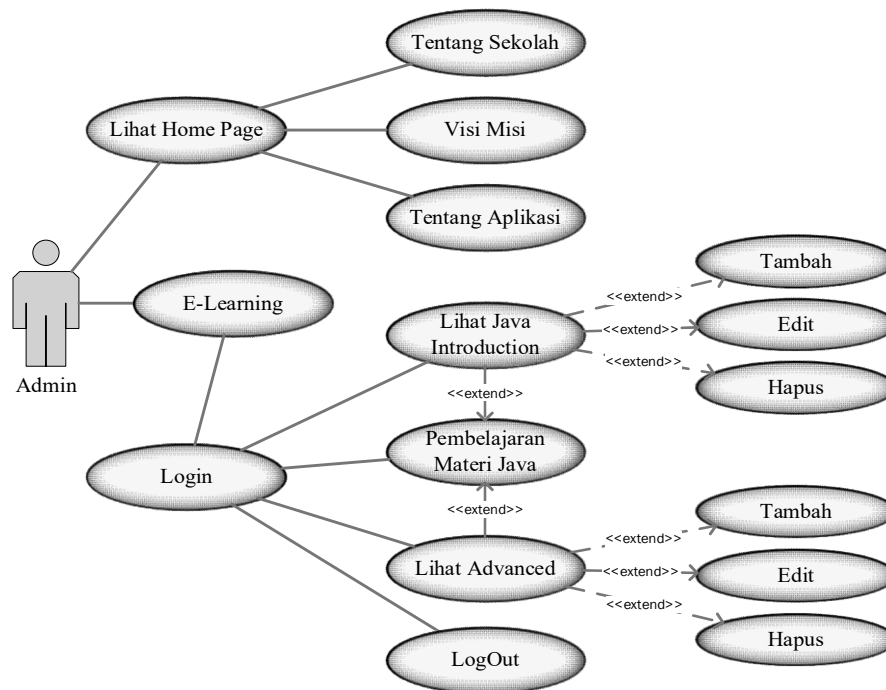 Tentang Sekolah
Lihat Home Page
Visi Misi
Tentang Aplikasi
Admin
E-Learning
Login
Lihat Java
Introduction
<<extend>>
Tambah
<<extend>>
Edit
<<extend>>
Hapus
<<extend>>
Pembelajaran
Materi Java
<<extend>>
Lihat Advanced
<<extend>>
Tambah
<<extend>>
Edit
<<extend>>
Hapus
LogOut